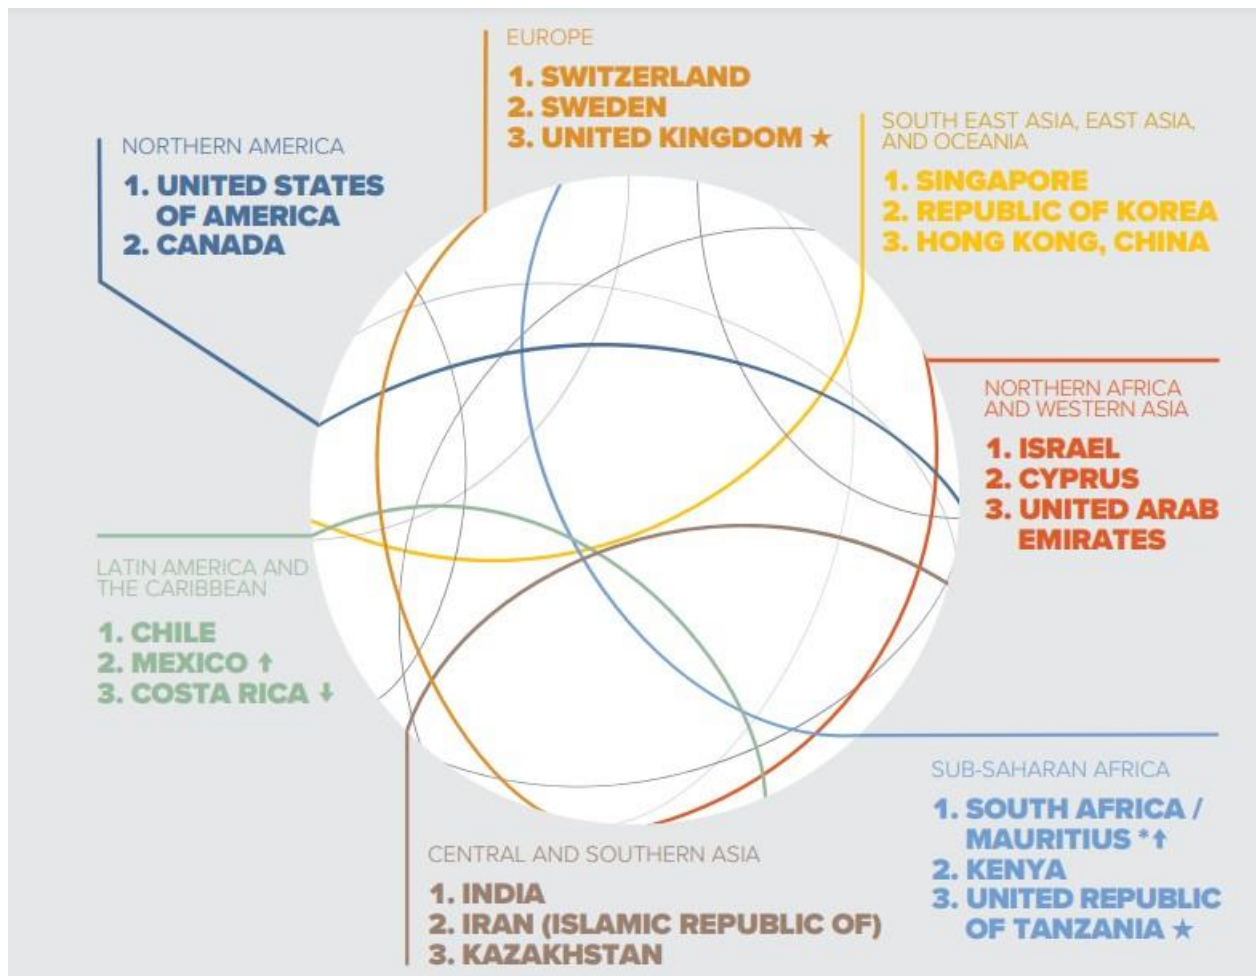 EUROPE
1. SWITZERLAND
2. SWEDEN
3. UNITED KINGDOM ★
NORTHERN AMERICA
1. UNITED STATES
OF AMERICA
2. CANADA
SOUTH EAST ASIA, EAST ASIA,
AND OCEANIA
1. SINGAPORE
2. REPUBLIC OF KOREA
3. HONG KONG, CHINA
NORTHERN AFRICA
AND WESTERN ASIA
1. ISRAEL
2. CYPRUS
3. UNITED ARAB
EMIRATES
LATIN AMERICA AND
THE CARIBBEAN
1. CHILE
2. MEXICO ↑
3. COSTA RICA ↓
SUB-SAHARAN AFRICA
1. SOUTH AFRICA /
MAURITIUS *↑
2. KENYA
3. UNITED REPUBLIC
OF TANZANIA ★
CENTRAL AND SOUTHERN ASIA
1. INDIA
2. IRAN (ISLAMIC REPUBLIC OF)
3. KAZAKHSTAN